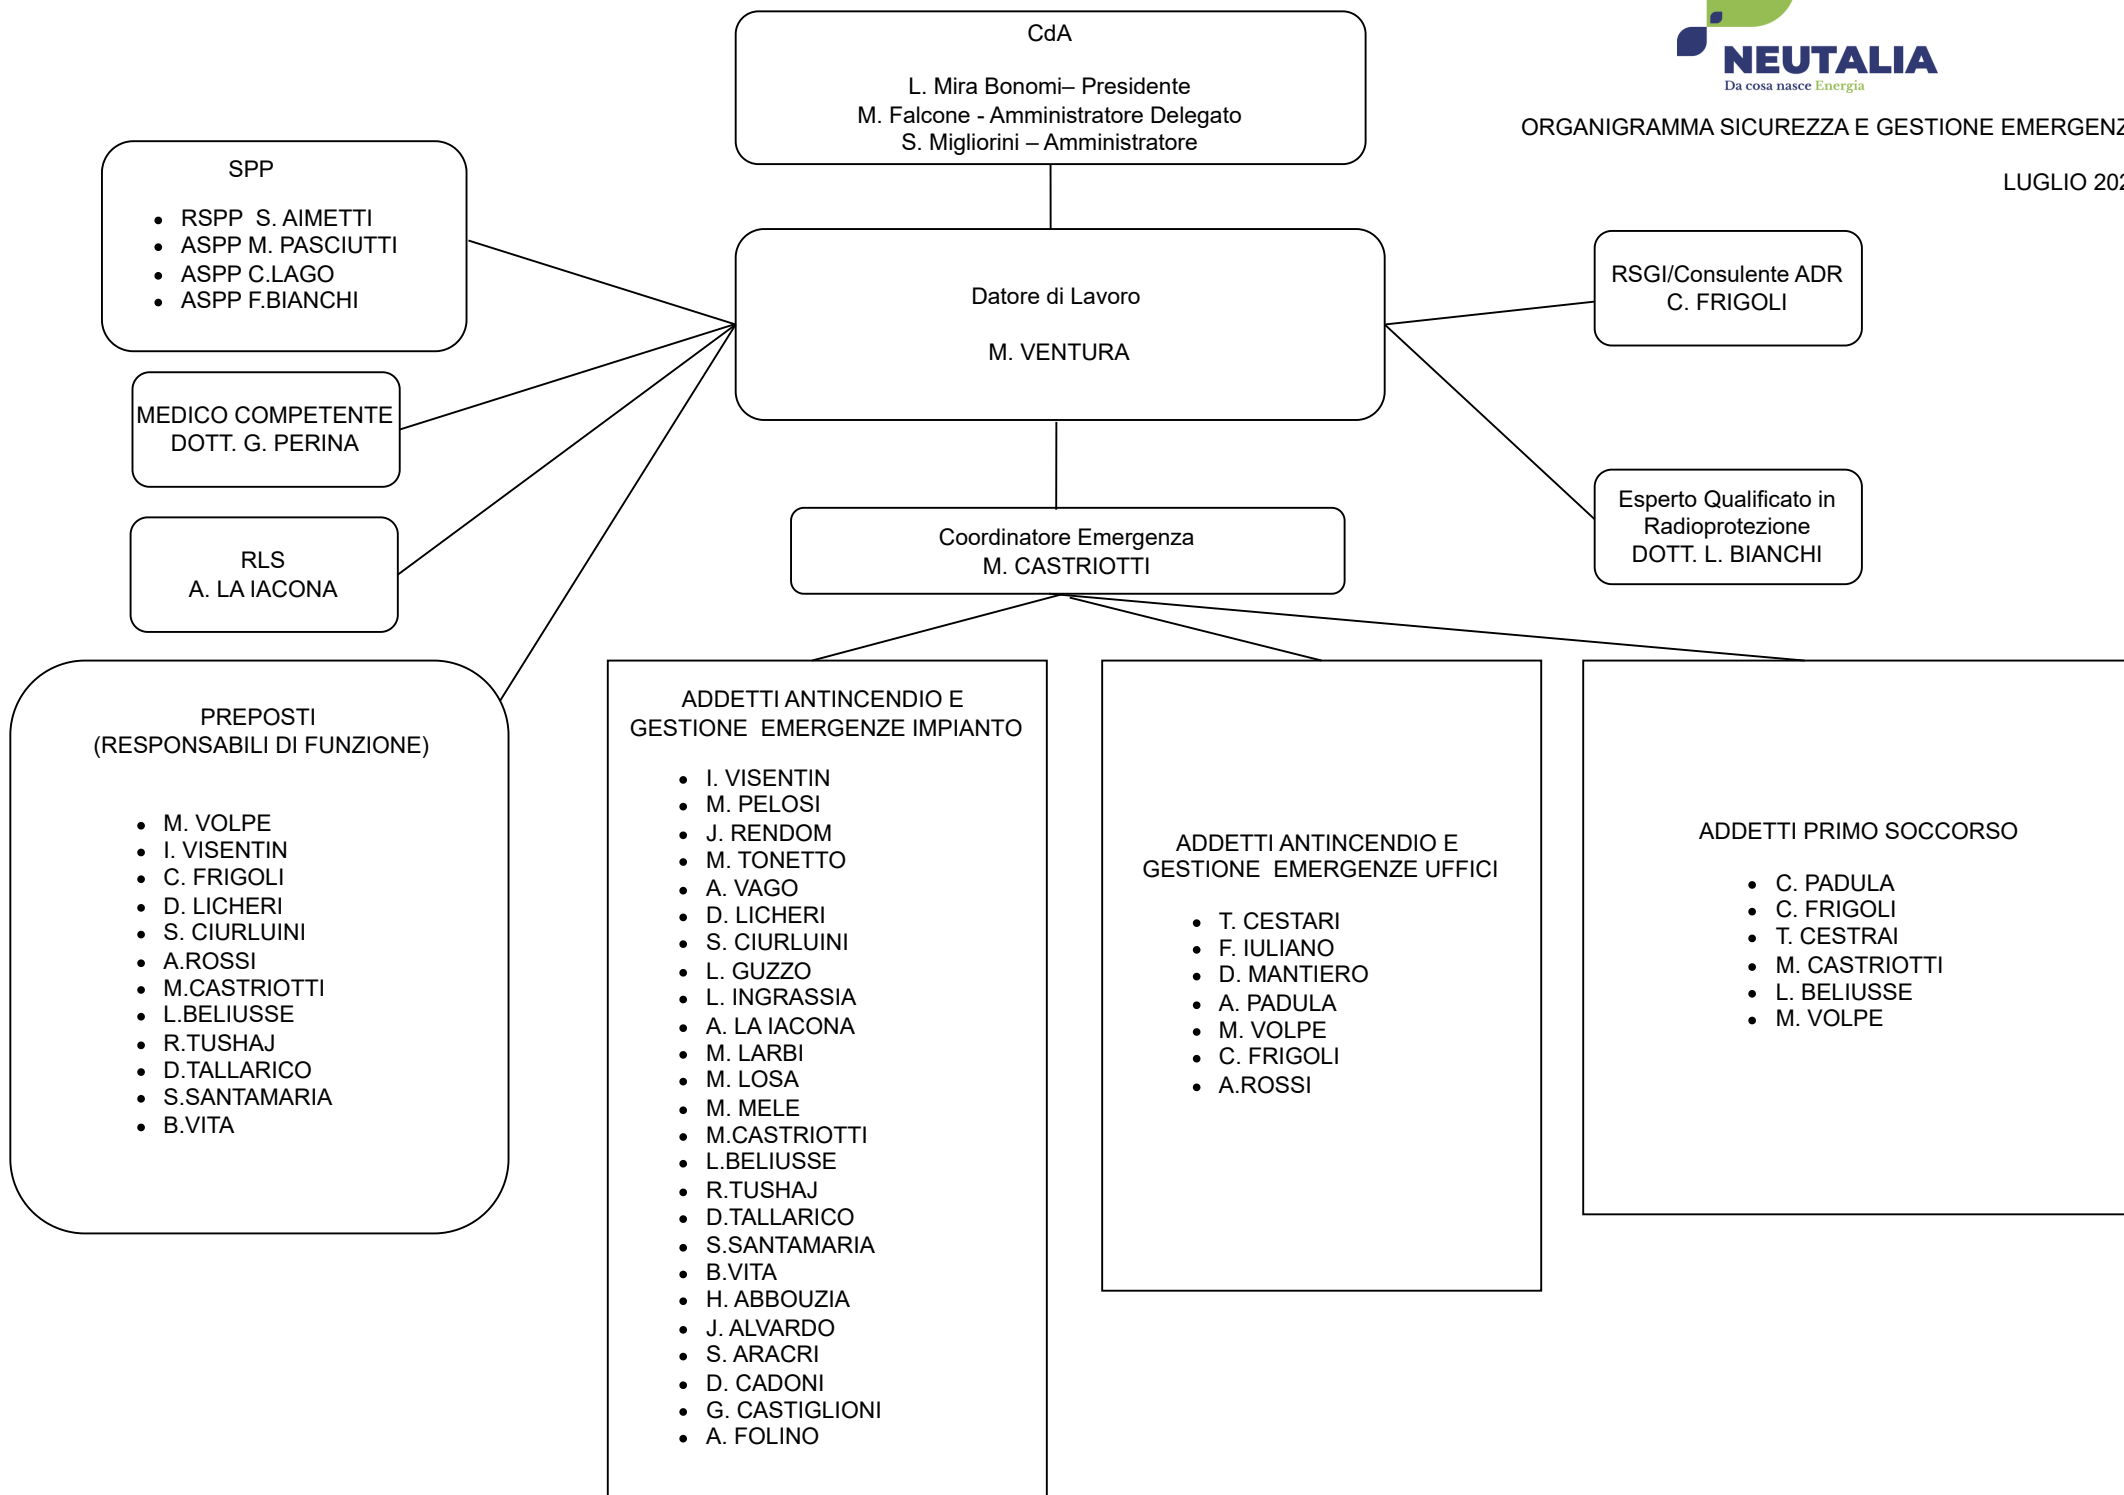 CdA
L. Mira Bonomi– Presidente
M. Falcone - Amministratore Delegato
S. Migliorini – Amministratore
NEUTALIA
Da cosa nasce Energia
ORGANIGRAMMA SICUREZZA E GESTIONE EMERGENZ
LUGLIO 202
SPP
• RSPP  S. AIMETTI
• ASPP M. PASCIUTTI
• ASPP C.LAGO
• ASPP F.BIANCHI
Datore di Lavoro
M. VENTURA
RSGI/Consulente ADR
C. FRIGOLI
MEDICO COMPETENTE
DOTT. G. PERINA
Esperto Qualificato in
Radioprotezione
DOTT. L. BIANCHI
RLS
A. LA IACONA
Coordinatore Emergenza
M. CASTRIOTTI
PREPOSTI
(RESPONSABILI DI FUNZIONE)
• M. VOLPE
• I. VISENTIN
• C. FRIGOLI
• D. LICHERI
• S. CIURLUINI
• A.ROSSI
• M.CASTRIOTTI
• L.BELIUSSE
• R.TUSHAJ
• D.TALLARICO
• S.SANTAMARIA
• B.VITA
ADDETTI ANTINCENDIO E
GESTIONE  EMERGENZE IMPIANTO
• I. VISENTIN
• M. PELOSI
• J. RENDOM
• M. TONETTO
• A. VAGO
• D. LICHERI
• S. CIURLUINI
• L. GUZZO
• L. INGRASSIA
• A. LA IACONA
• M. LARBI
• M. LOSA
• M. MELE
• M.CASTRIOTTI
• L.BELIUSSE
• R.TUSHAJ
• D.TALLARICO
• S.SANTAMARIA
• B.VITA
• H. ABBOUZIA
• J. ALVARDO
• S. ARACRI
• D. CADONI
• G. CASTIGLIONI
• A. FOLINO
ADDETTI ANTINCENDIO E
GESTIONE  EMERGENZE UFFICI
• T. CESTARI
• F. IULIANO
• D. MANTIERO
• A. PADULA
• M. VOLPE
• C. FRIGOLI
• A.ROSSI
ADDETTI PRIMO SOCCORSO
• C. PADULA
• C. FRIGOLI
• T. CESTRAI
• M. CASTRIOTTI
• L. BELIUSSE
• M. VOLPE